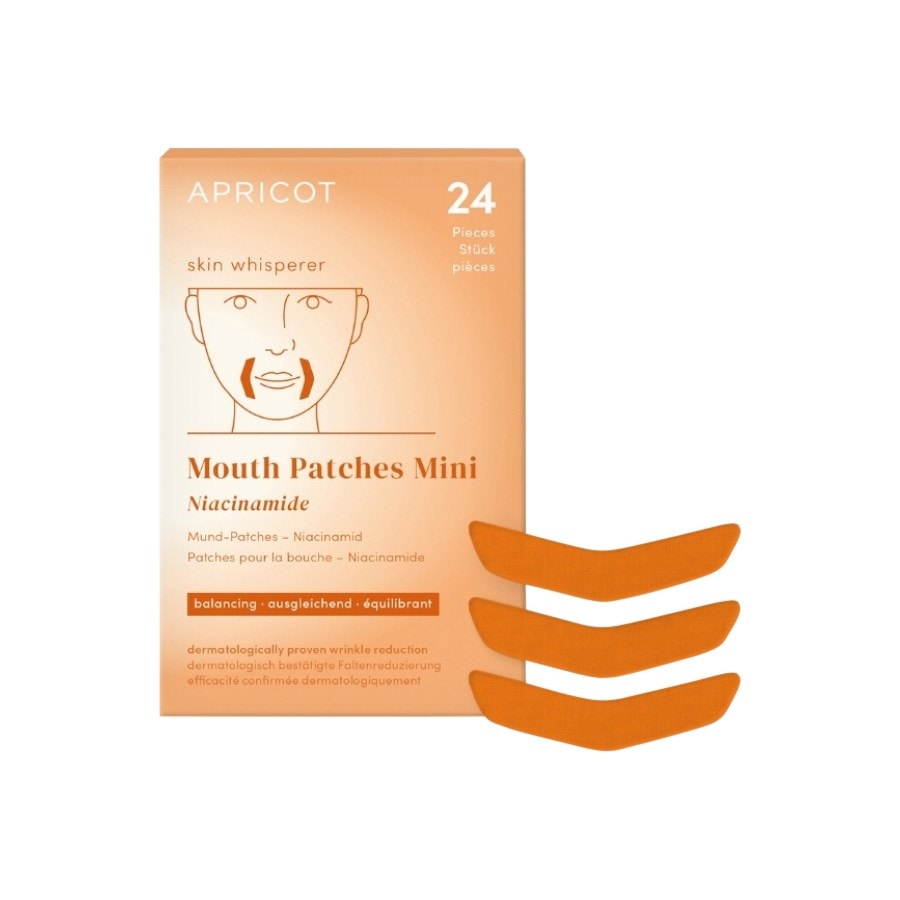 APRICOT
24
Pieces
Stück
pièces
skin whisperer
Mouth Patches Mini
Niacinamide
Mund-Patches – Niacinamid
Patches pour la bouche – Niacinamide
balancing · ausgleichend · équilibrant
dermatologically proven wrinkle reduction
dermatologisch bestätigte Faltenreduzierung
efficacité confirmée dermatologiquement